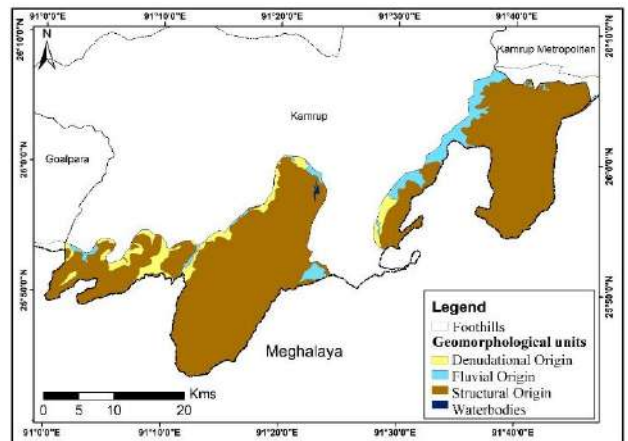 91°0'0"E 91°10'0"E 91°20'0"E 91°30'0"E 91°40'0"E
26°10'0"N
26°10'0"N
N
Kamrup Metropolitan
Kamrup
Goalpara
26°0'0"N
26°0'0"N
25°50'0"N
25°50'0"N
Meghalaya
Legend
Foothills
Geomorphological units
Denudational Origin
Fluvial Origin
Structural Origin
Waterbodies
Kms
0 5 10 20
91°0'0"E 91°10'0"E 91°20'0"E 91°30'0"E 91°40'0"E